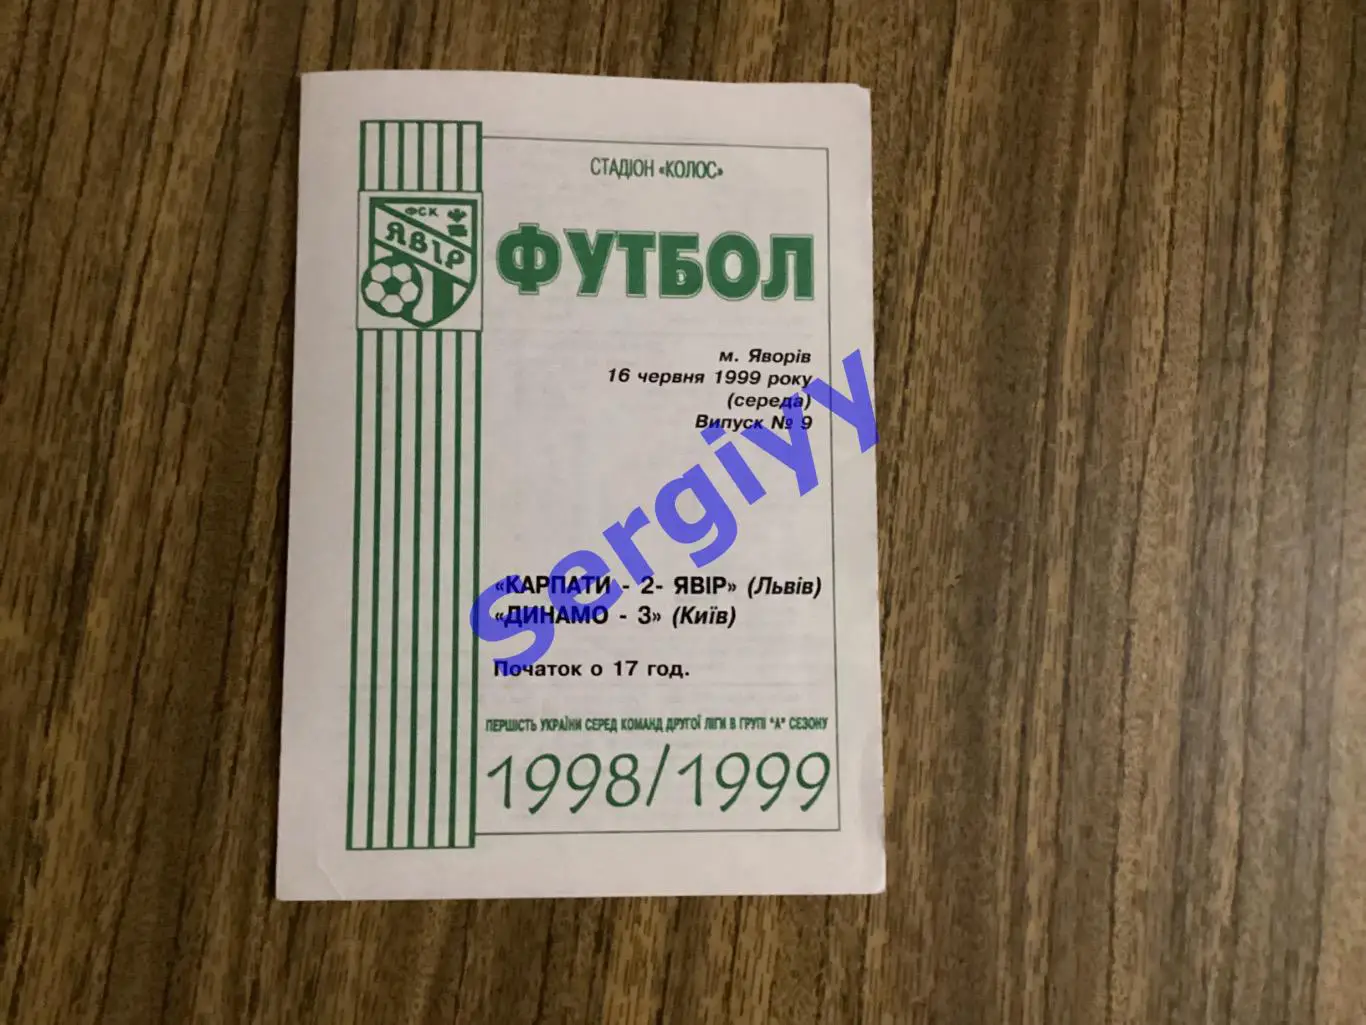 СТАДІОН «КОЛОС»
ФСК
ЯВІР
ФУТБОЛ
м. Яворів
16 червня 1999 року
(середа)
Випуск № 9
«КАРПАТИ - 2- ЯВІР» (Львів)
«ДИНАМО - 3» (Київ)
Початок о 17 год.
ПЕРШІСТЬ УКРАЇНИ СЕРЕД КОМАНД ДРУГОЇ ЛІГИ В ГРУПІ "А" СЕЗОНУ
1998/1999
Sergiyy